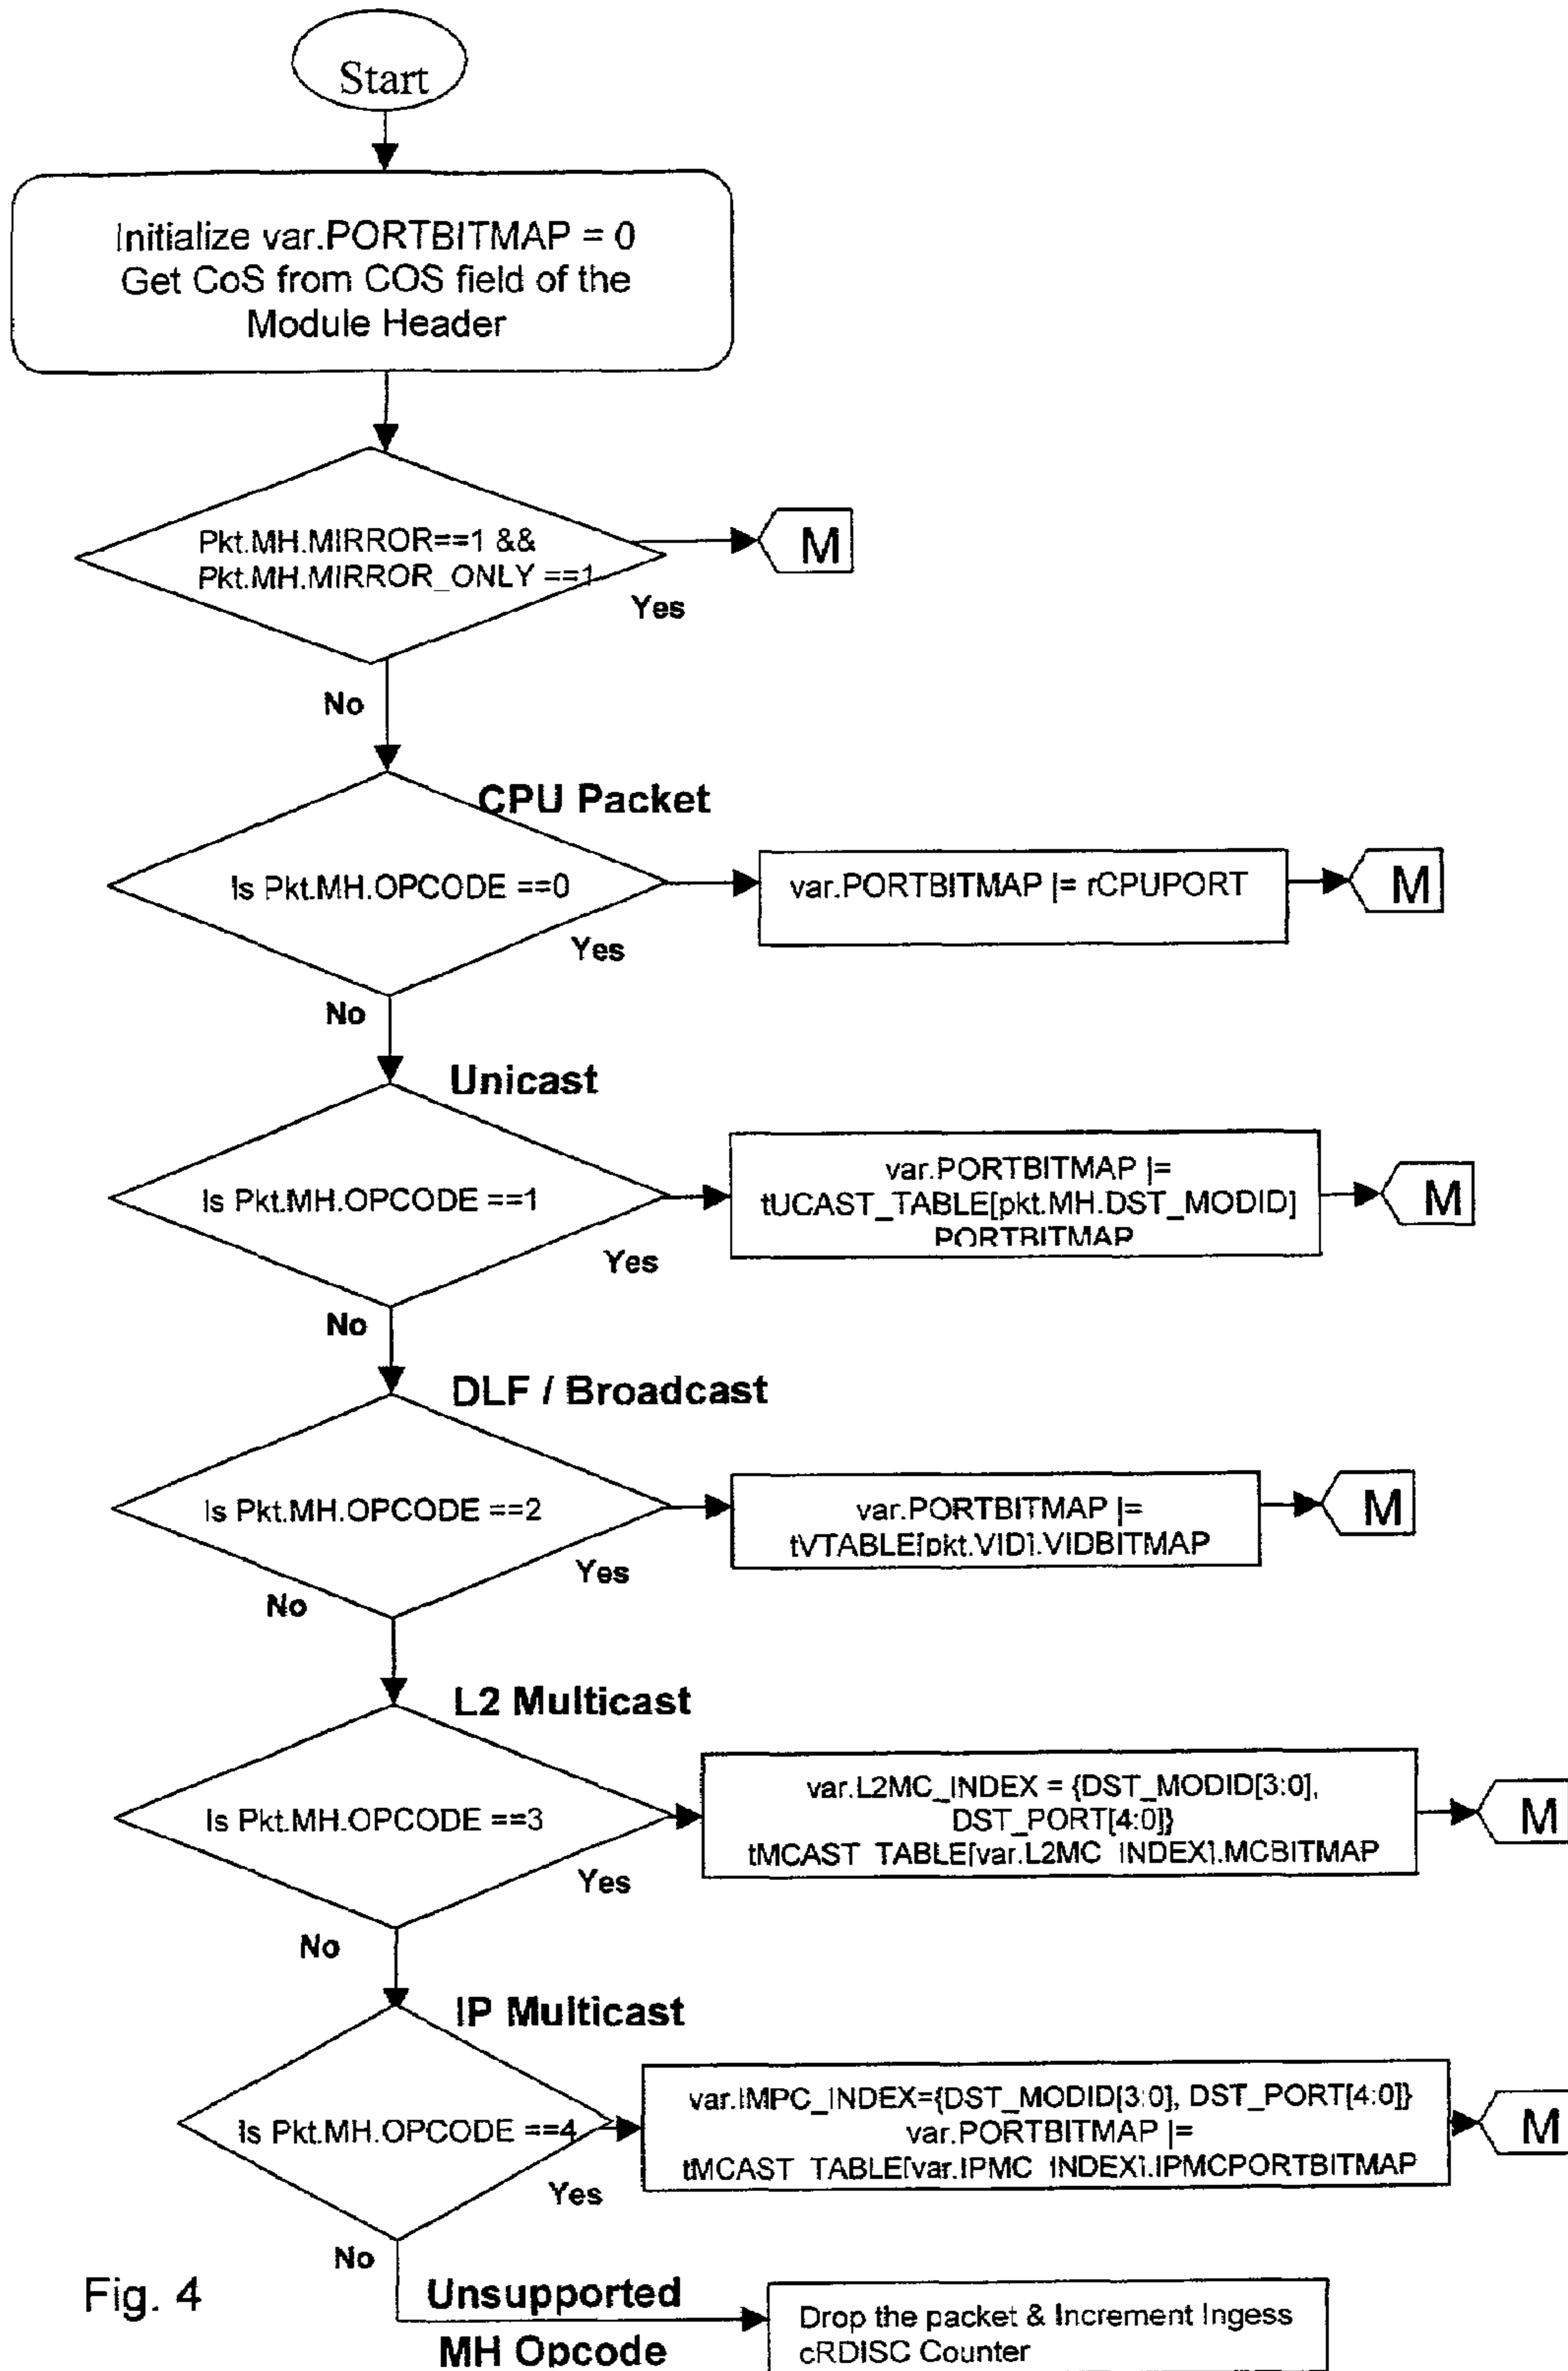 Start
Initialize var.PORTBITMAP = 0
Get CoS from COS field of the
Module Header
Pkt.MH.MIRROR==1 &&
Pkt.MH.MIRROR_ONLY ==1
M
Yes
No
CPU Packet
Is Pkt.MH.OPCODE ==0
var.PORTBITMAP |= rCPUPORT
M
Yes
No
Unicast
Is Pkt.MH.OPCODE ==1
var.PORTBITMAP |=
tUCAST_TABLE[pkt.MH.DST_MODID]
PORTBITMAP
M
Yes
No
DLF / Broadcast
Is Pkt.MH.OPCODE ==2
var.PORTBITMAP |=
tVTABLE[pkt.VID].VIDBITMAP
M
Yes
No
L2 Multicast
Is Pkt.MH.OPCODE ==3
var.L2MC_INDEX = {DST_MODID[3:0],
DST_PORT[4:0]}
tMCAST_TABLE[var.L2MC_INDEX].MCBITMAP
M
Yes
No
IP Multicast
Is Pkt.MH.OPCODE ==4
var.IMPC_INDEX={DST_MODID[3:0], DST_PORT[4:0]}
var.PORTBITMAP |=
tMCAST_TABLE[var.IPMC_INDEX].IPMCPORTBITMAP
M
Yes
No
Fig. 4
Unsupported
MH Opcode
Drop the packet & Increment Ingess
cRDISC Counter